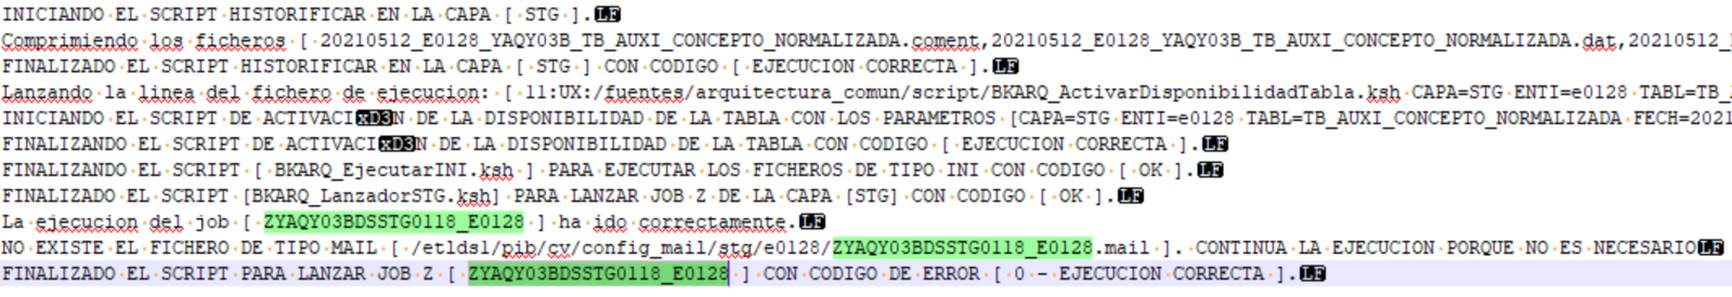 INICIANDO EL SCRIPT HISTORIFICAR EN LA CAPA [ STG ].LF
Comprimiendo los ficheros [ 20210512_E0128_YAQY03B_TB_AUXI_CONCEPTO_NORMALIZADA.coment,20210512_E0128_YAQY03B_TB_AUXI_CONCEPTO_NORMALIZADA.dat,20210512_
FINALIZADO EL SCRIPT HISTORIFICAR EN LA CAPA [ STG ] CON CODIGO [ EJECUCION CORRECTA ].LF
Lanzando la linea del fichero de ejecucion: [ 11:UX:/fuentes/arquitectura_comun/script/BKARQ_ActivarDisponibilidadTabla.ksh CAPA=STG ENTI=e0128 TABL=TB_
INICIANDO EL SCRIPT DE ACTIVACIxD3N DE LA DISPONIBILIDAD DE LA TABLA CON LOS PARAMETROS [CAPA=STG ENTI=e0128 TABL=TB_AUXI_CONCEPTO_NORMALIZADA FECH=2021
FINALIZANDO EL SCRIPT DE ACTIVACIxD3N DE LA DISPONIBILIDAD DE LA TABLA CON CODIGO [ EJECUCION CORRECTA ].LF
FINALIZANDO EL SCRIPT [ BKARQ_EjecutarINI.ksh ] PARA EJECUTAR LOS FICHEROS DE TIPO INI CON CODIGO [ OK ].LF
FINALIZADO EL SCRIPT [BKARQ_LanzadorSTG.ksh] PARA LANZAR JOB Z DE LA CAPA [STG] CON CODIGO [ OK ].LF
La ejecucion del job [ ZYAQY03BDSSTG0118_E0128 ] ha ido correctamente.LF
NO EXISTE EL FICHERO DE TIPO MAIL [ /etlds1/pib/cv/config_mail/stg/e0128/ZYAQY03BDSSTG0118_E0128.mail ]. CONTINUA LA EJECUCION PORQUE NO ES NECESARIOLF
FINALIZADO EL SCRIPT PARA LANZAR JOB Z [ ZYAQY03BDSSTG0118_E0128 ] CON CODIGO DE ERROR [ 0 - EJECUCION CORRECTA ].LF